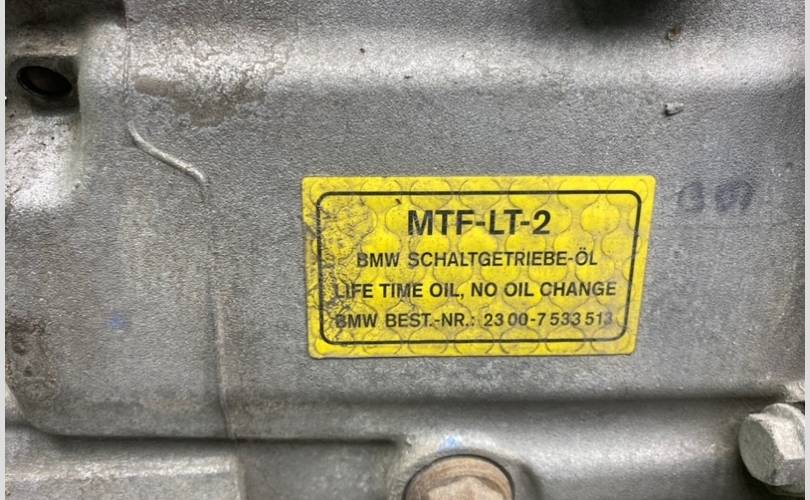 MTF-LT-2
BMW SCHALTGETRIEBE-ÖL
LIFE TIME OIL, NO OIL CHANGE
BMW BEST.-NR.: 23 00-7 533 513